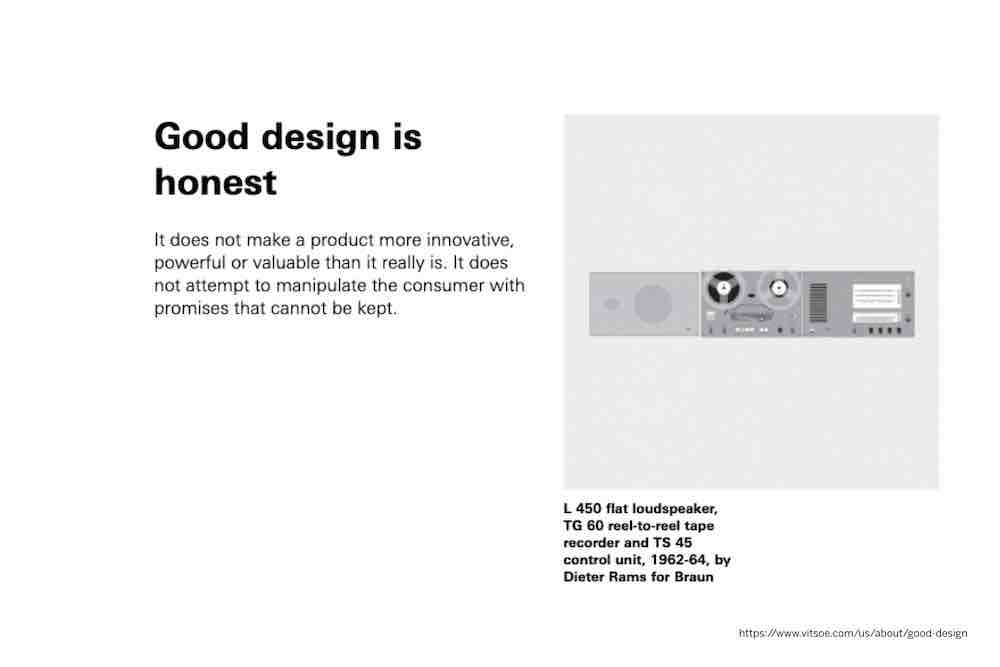 Good design is
honest
It does not make a product more innovative,
powerful or valuable than it really is. It does
not attempt to manipulate the consumer with
promises that cannot be kept.
L 450 flat loudspeaker,
TG 60 reel-to-reel tape
recorder and TS 45
control unit, 1962-64, by
Dieter Rams for Braun
https://www.vitsoe.com/us/about/good-design